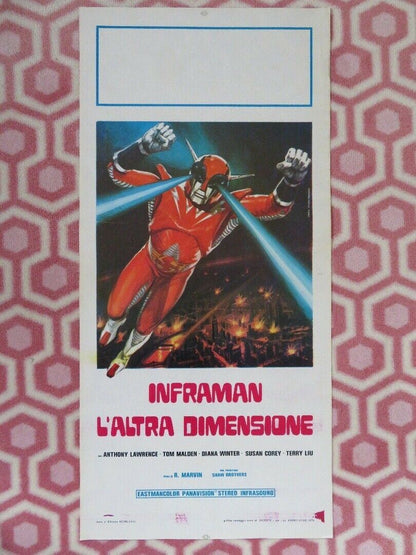 INFRAMAN
L'ALTRA DIMENSIONE
ANTHONY LAWRENCE · TOM MALDEN · DIANA WINTER · SUSAN COREY · TERRY LIU
R. MARVIN
SHAW BROTHERS
EASTMANCOLOR PANAVISION STEREO INFRASOUND